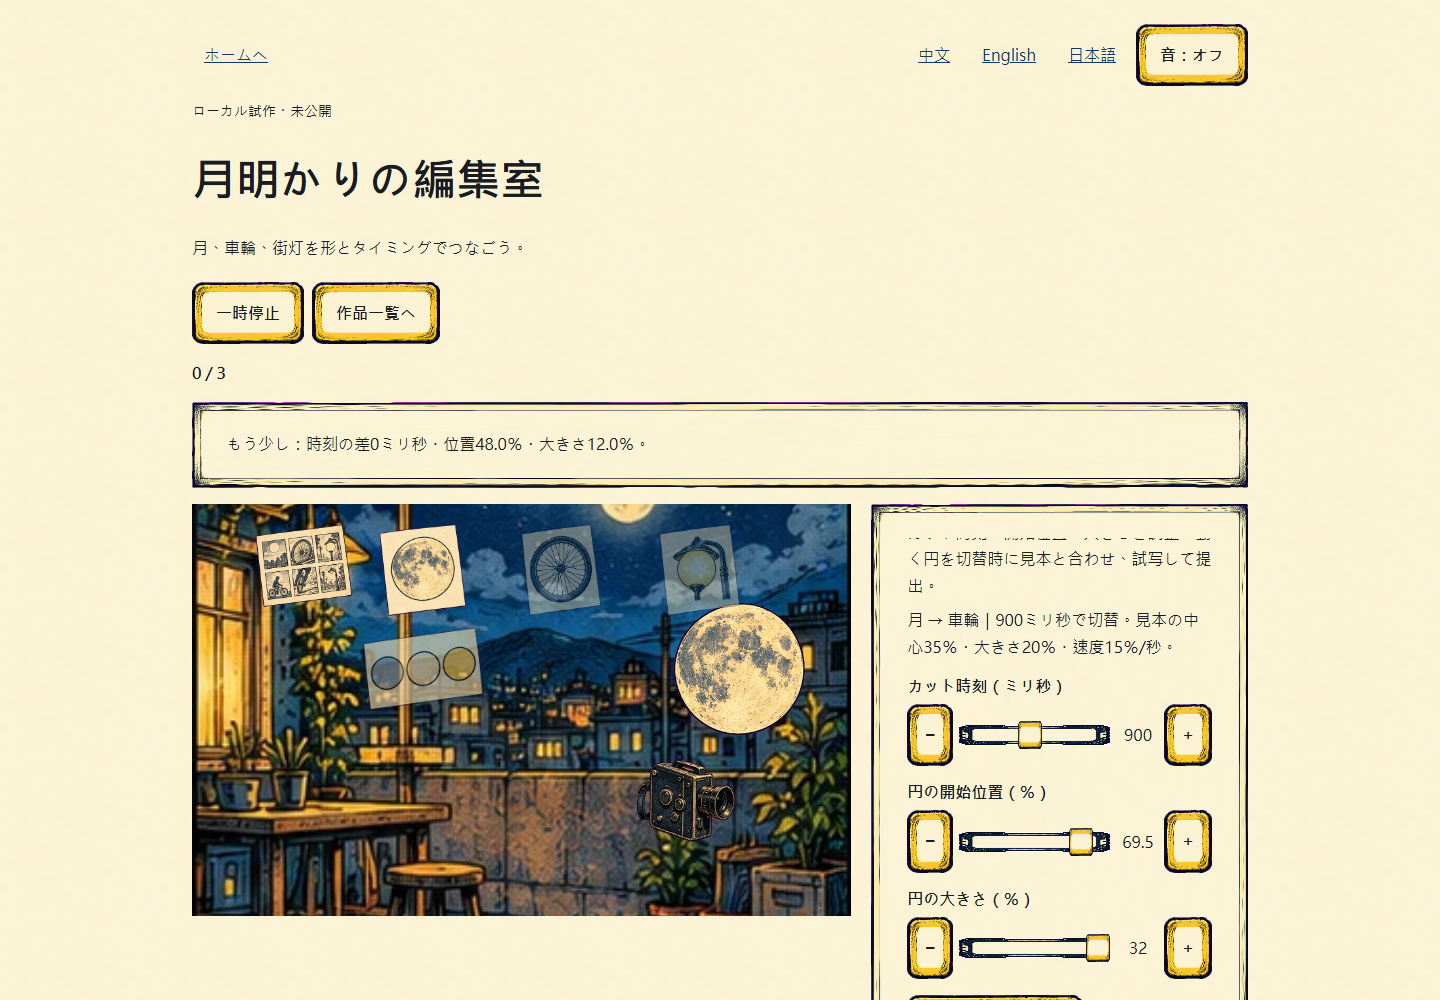 ホームへ
中文 English 日本語 音：オフ
ローカル試作・未公開
月明かりの編集室
月、車輪、街灯を形とタイミングでつなごう。
一時停止 作品一覧へ
0 / 3
もう少し：時刻の差0ミリ秒・位置48.0%・大きさ12.0%。
く円を切替時に見本と合わせ、試写して提
出。
月 → 車輪 | 900ミリ秒で切替。見本の中
心35%・大きさ20%・速度15%/秒。
カット時刻（ミリ秒）
− 900 +
円の開始位置（%）
− 69.5 +
円の大きさ（%）
− 32 +